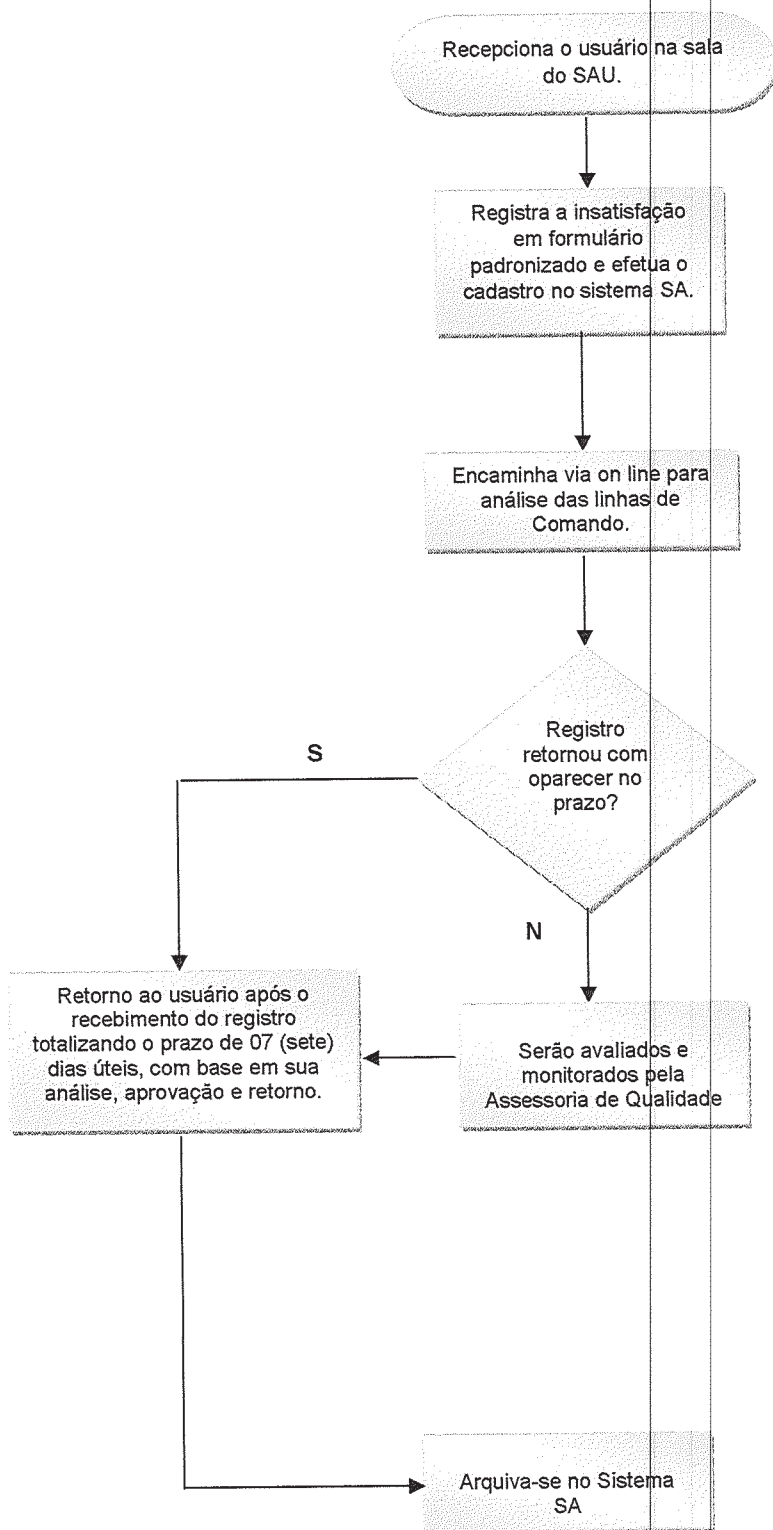 Recepciona o usuário na sala
do SAU.
Registra a insatisfação
em formulário
padronizado e efetua o
cadastro no sistema SA.
Encaminha via on line para
análise das linhas de
Comando.
Registro
retornou com
oparecer no
prazo?
S
N
Retorno ao usuário após o
recebimento do registro
totalizando o prazo de 07 (sete)
dias úteis, com base em sua
análise, aprovação e retorno.
Serão avaliados e
monitorados pela
Assessoria de Qualidade
Arquiva-se no Sistema
SA